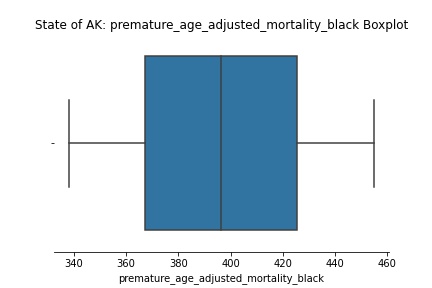 State of AK: premature_age_adjusted_mortality_black Boxplot
340 360 380 400 420 440 460
premature_age_adjusted_mortality_black